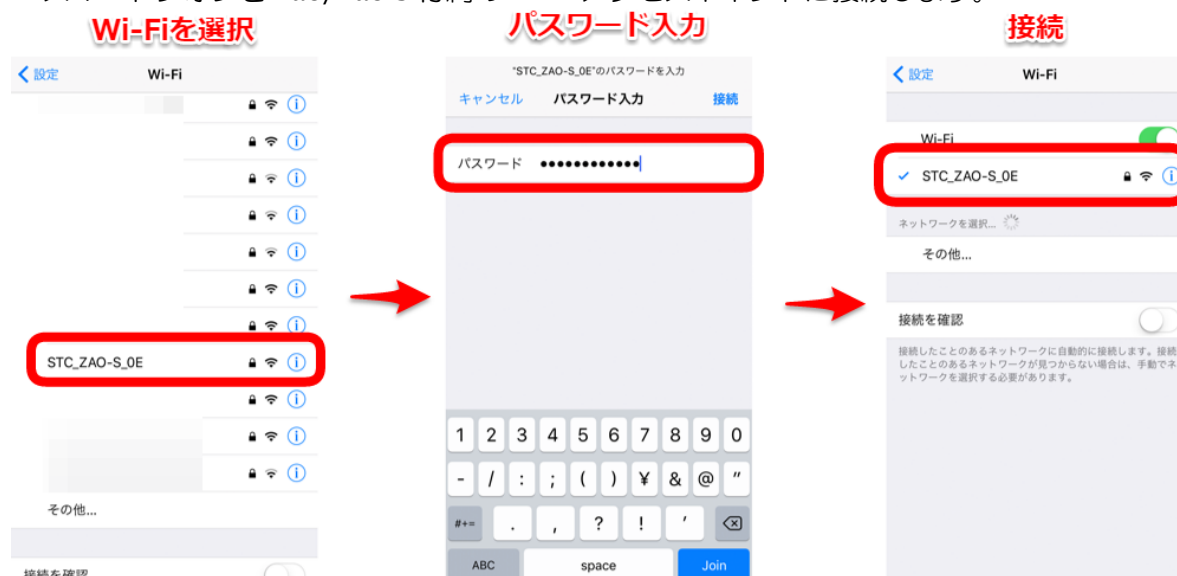 Wi-Fiを選択
設定
Wi-Fi
STC_ZAO-S_0E
その他...
接続を確認
パスワード入力
"STC_ZAO-S_0E"のパスワードを入力
キャンセル
パスワード入力
接続
パスワード ●●●●●●●●●●●●
1 2 3 4 5 6 7 8 9 0
- / : ; ( ) ¥ & @ "
#+= . , ? ! '
ABC space Join
接続
設定
Wi-Fi
Wi-Fi
STC_ZAO-S_0E
ネットワークを選択...
その他...
接続を確認
接続したことのあるネットワークに自動的に接続します。接続
したことのあるネットワークが見つからない場合は、手動でネ
ットワークを選択する必要があります。